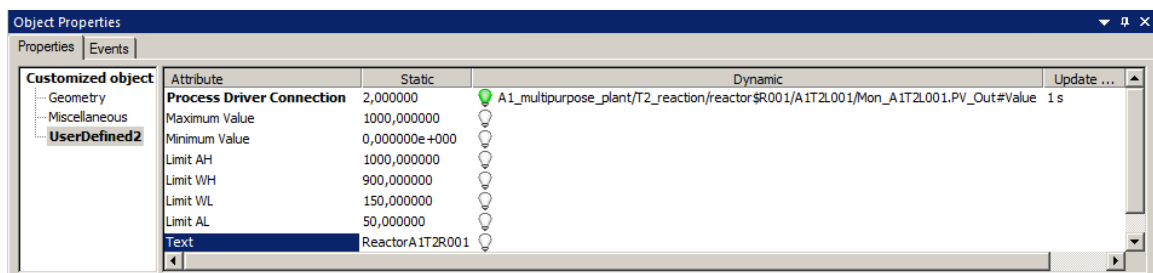 Object Properties
Properties Events
Customized object Attribute Static Dynamic Update ...
Geometry Process Driver Connection 2,000000 A1_multipurpose_plant/T2_reaction/reactor$R001/A1T2L001/Mon_A1T2L001.PV_Out#Value 1 s
Miscellaneous Maximum Value 1000,000000
UserDefined2 Minimum Value 0,000000e+000
Limit AH 1000,000000
Limit WH 900,000000
Limit WL 150,000000
Limit AL 50,000000
Text ReactorA1T2R001